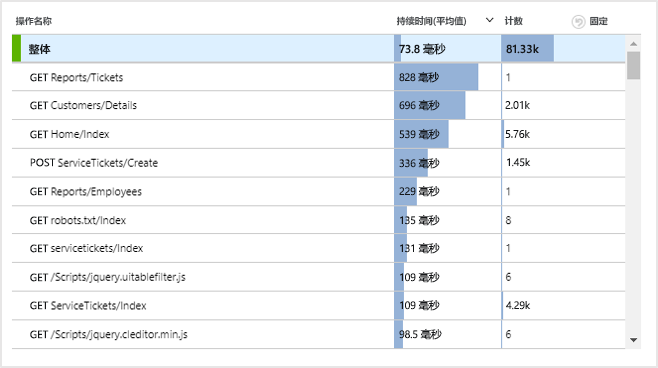 操作名称 持续时间(平均值) 计数 固定
整体 73.8 毫秒 81.33k
GET Reports/Tickets 828 毫秒 1
GET Customers/Details 696 毫秒 2.01k
GET Home/Index 539 毫秒 5.76k
POST ServiceTickets/Create 336 毫秒 1.45k
GET Reports/Employees 229 毫秒 1
GET robots.txt/Index 135 毫秒 8
GET servicetickets/Index 131 毫秒 1
GET /Scripts/jquery.uitablefilter.js 109 毫秒 6
GET ServiceTickets/Index 109 毫秒 4.29k
GET /Scripts/jquery.cleditor.min.js 98.5 毫秒 6